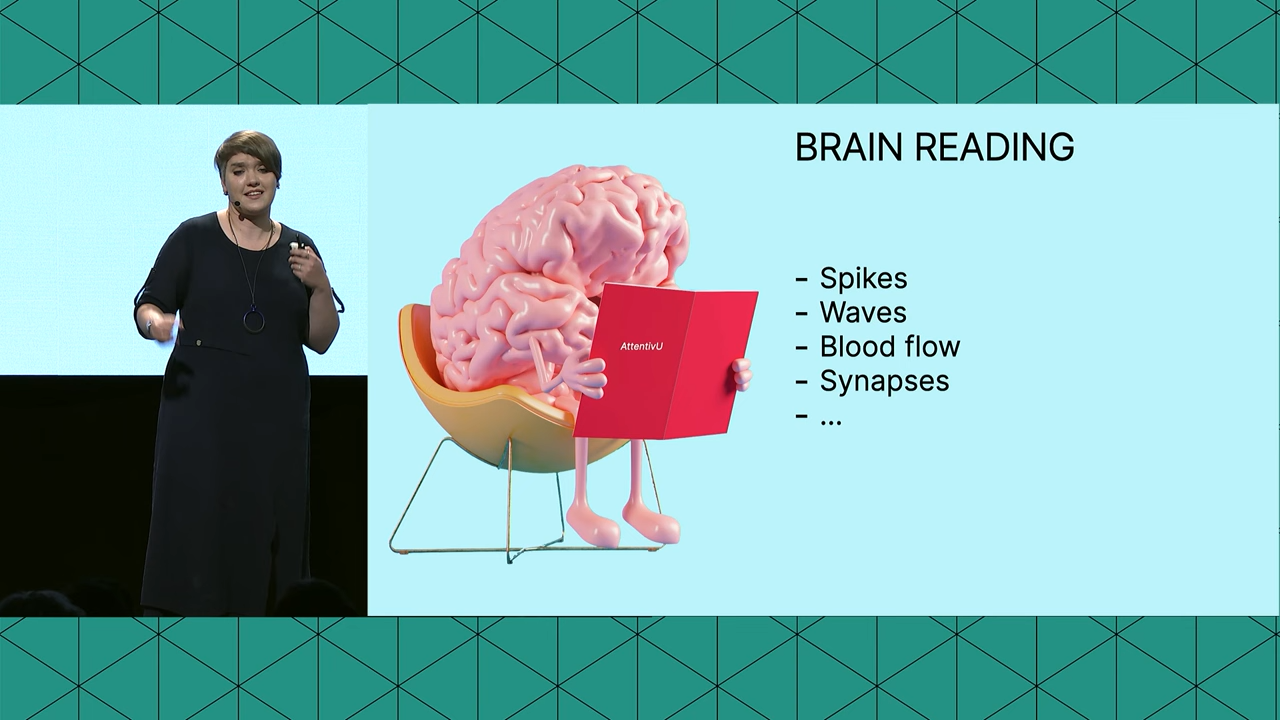 BRAIN READING
AttentivU
- Spikes
- Waves
- Blood flow
- Synapses
- ...